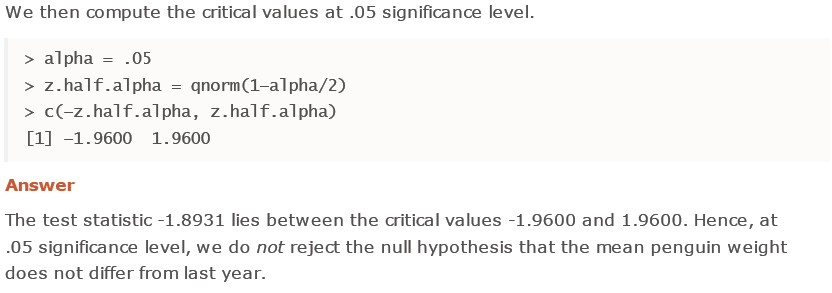 We then compute the critical values at .05 significance level.
> alpha = .05
> z.half.alpha = qnorm(1−alpha/2)
> c(−z.half.alpha, z.half.alpha)
[1] −1.9600  1.9600
Answer
The test statistic -1.8931 lies between the critical values -1.9600 and 1.9600. Hence, at
.05 significance level, we do not reject the null hypothesis that the mean penguin weight
does not differ from last year.